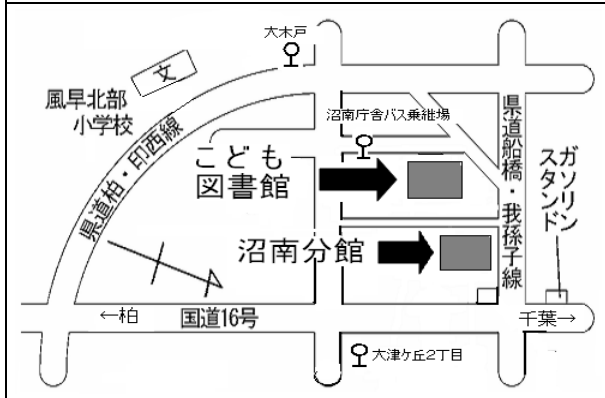 大木戸
文
風早北部
小学校
県道柏・印西線
沼南庁舎バス乗継場
こども
図書館
沼南分館
県道船橋・我孫子線
ガソリン
スタンド
←柏
国道16号
千葉→
大津ケ丘2丁目